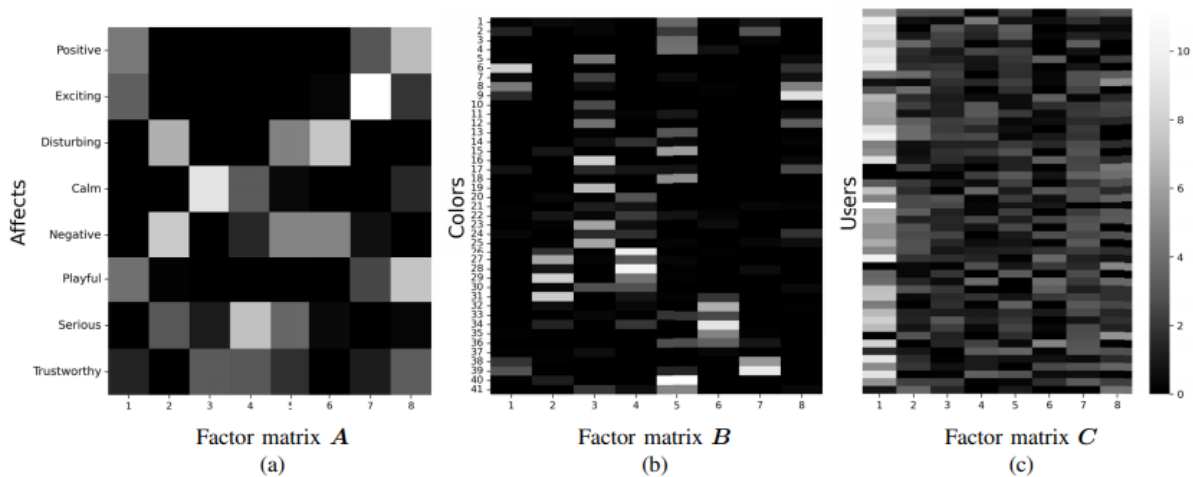 Affects
Positive
Exciting
Disturbing
Calm
Negative
Playful
Serious
Trustworthy
1 2 3 4 5 6 7 8
Factor matrix A
(a)
Colors
1
2
3
4
5
6
7
8
9
10
11
12
13
14
15
16
17
18
19
20
21
22
23
24
25
26
27
28
29
30
31
32
33
34
35
36
37
38
39
40
41
1 2 3 4 5 6 7 8
Factor matrix B
(b)
Users
1 2 3 4 5 6 7 8
Factor matrix C
(c)
10
8
6
4
2
0